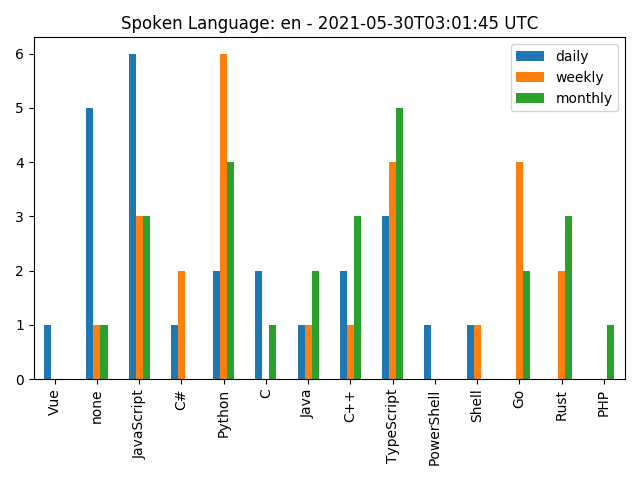 Spoken Language: en - 2021-05-30T03:01:45 UTC
daily
weekly
monthly
6
5
4
3
2
1
0
Vue
none
JavaScript
C#
Python
C
Java
C++
TypeScript
PowerShell
Shell
Go
Rust
PHP